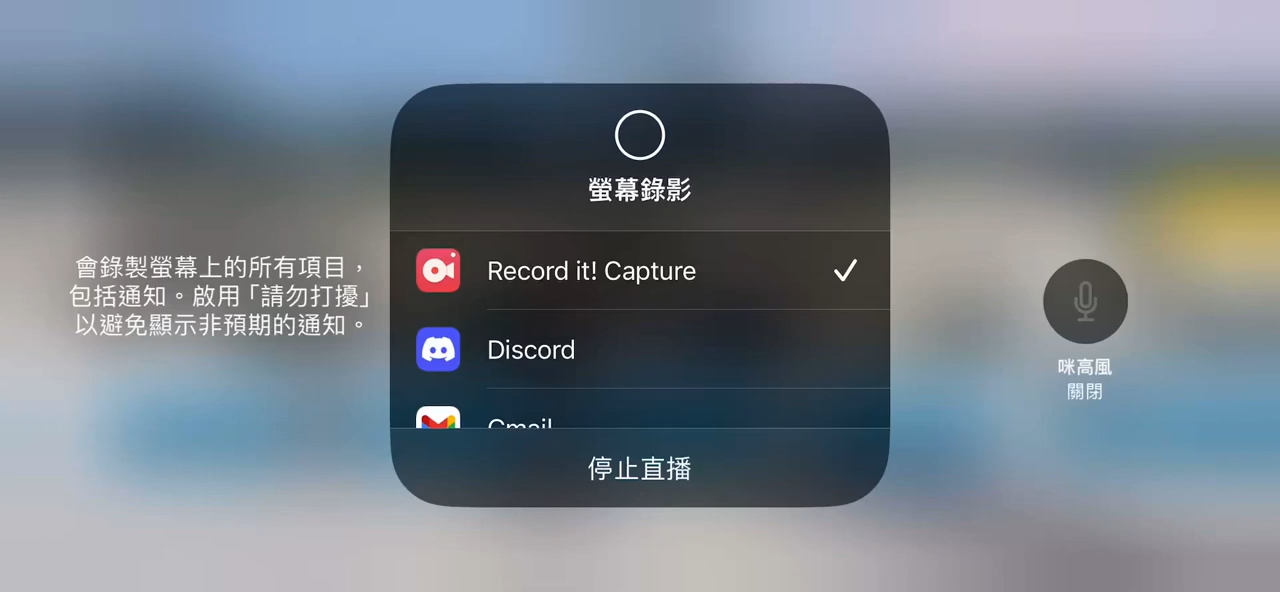 螢幕錄影
會錄製螢幕上的所有項目，
包括通知。啟用「請勿打擾」
以避免顯示非預期的通知。
Record it! Capture
Discord
Gmail
停止直播
咪高風
關閉